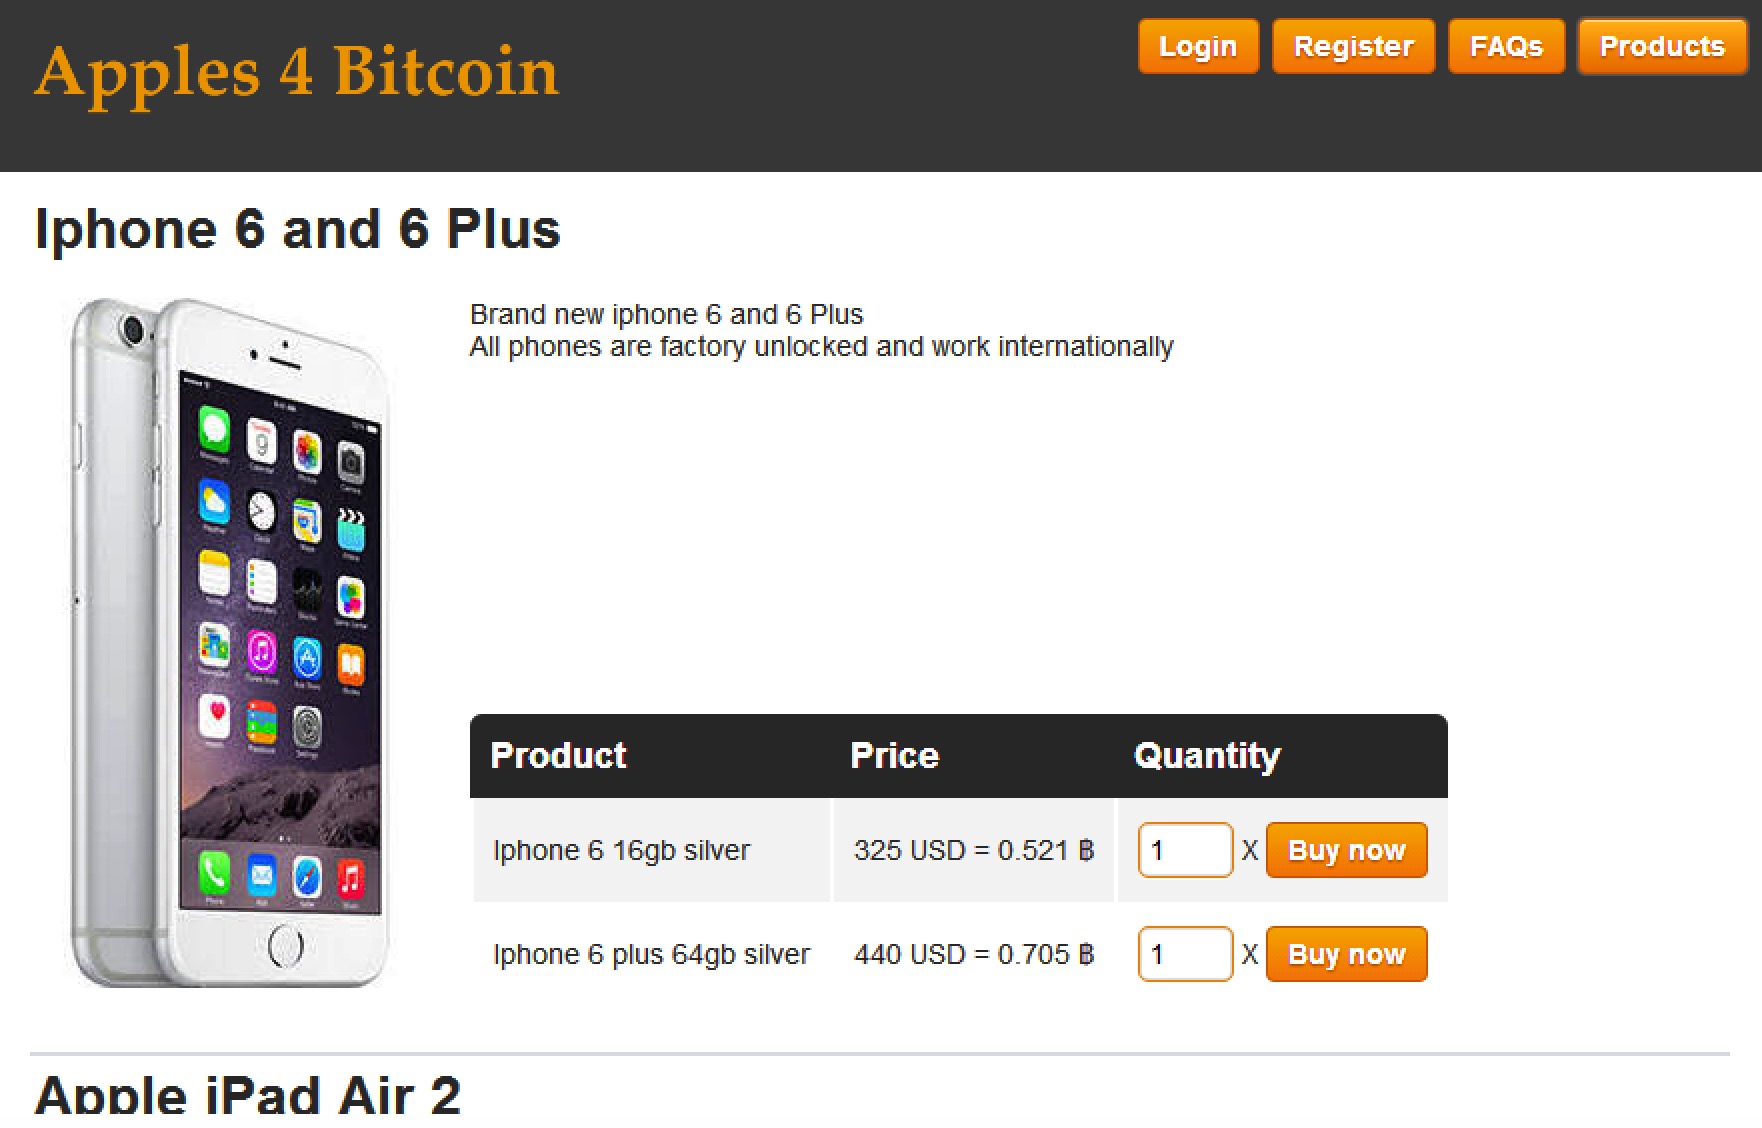 Apples 4 Bitcoin
Login Register FAQs Products
Iphone 6 and 6 Plus
Brand new iphone 6 and 6 Plus
All phones are factory unlocked and work internationally
Product Price Quantity
Iphone 6 16gb silver 325 USD = 0.521 ฿ 1 X Buy now
Iphone 6 plus 64gb silver 440 USD = 0.705 ฿ 1 X Buy now
Apple iPad Air 2